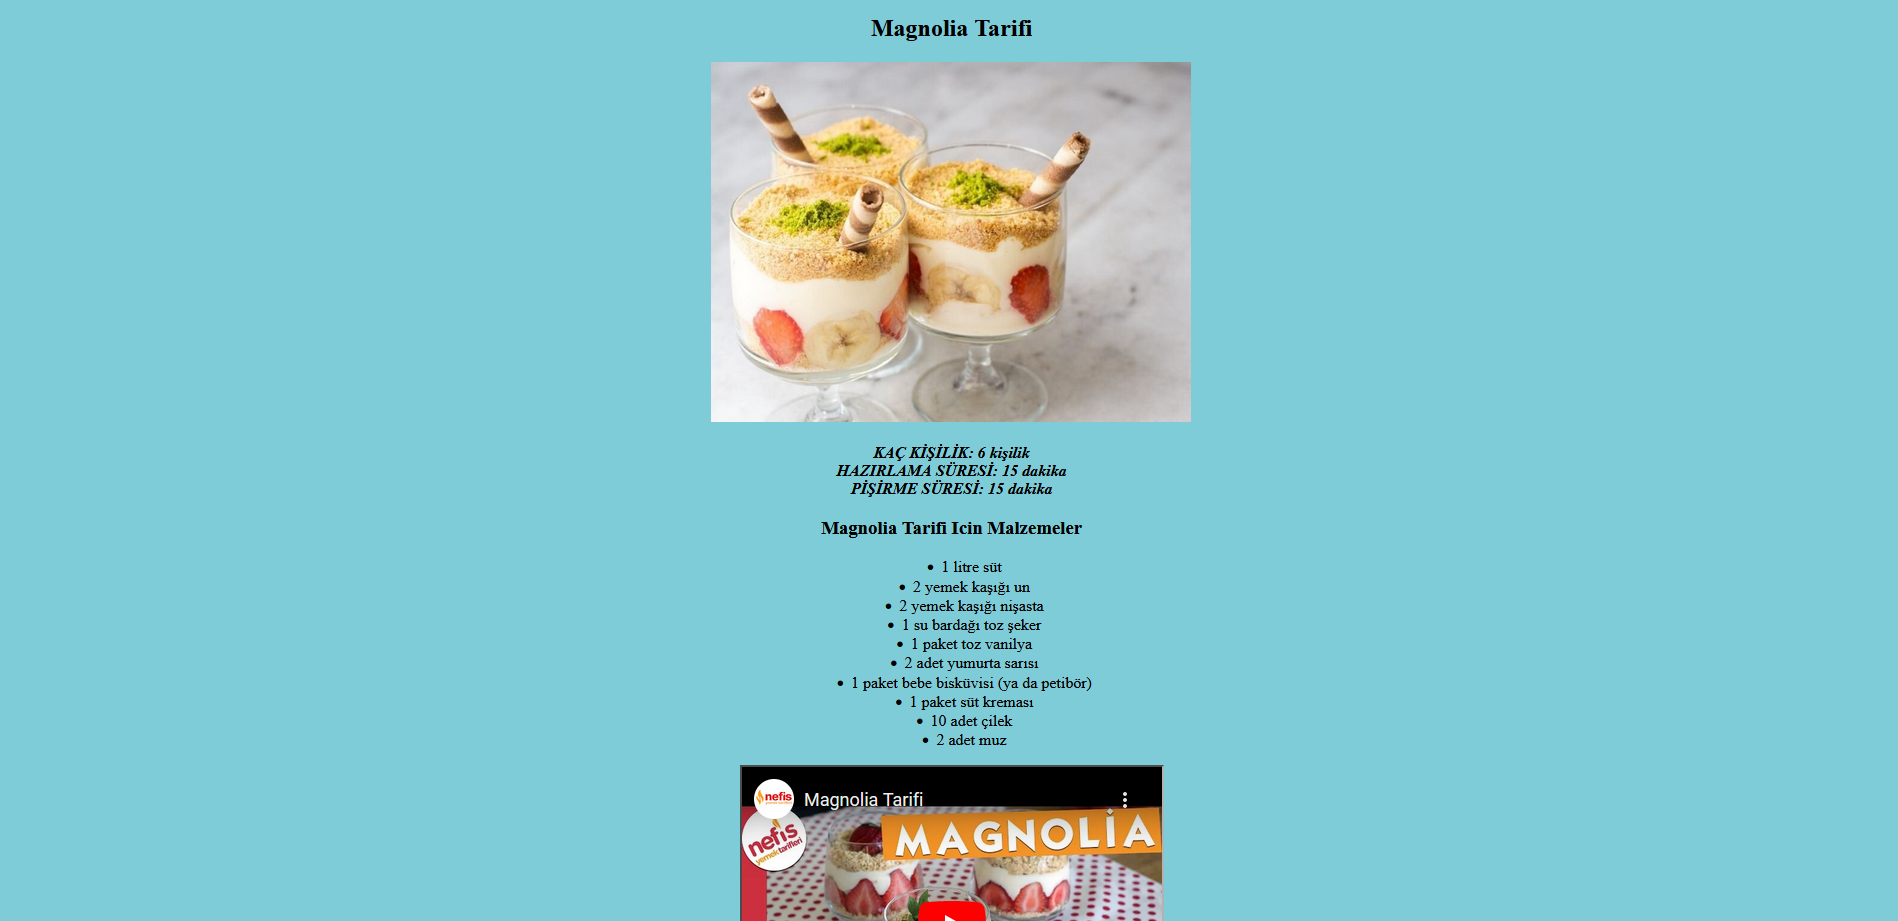 Magnolia Tarifi
KAÇ KİŞİLİK: 6 kişilik
HAZIRLAMA SÜRESİ: 15 dakika
PİŞİRME SÜRESİ: 15 dakika
Magnolia Tarifi Icin Malzemeler
• 1 litre süt
• 2 yemek kaşığı un
• 2 yemek kaşığı nişasta
• 1 su bardağı toz şeker
• 1 paket toz vanilya
• 2 adet yumurta sarısı
• 1 paket bebe bisküvisi (ya da petibör)
• 1 paket süt kreması
• 10 adet çilek
• 2 adet muz
nefis
Magnolia Tarifi
MAGNOLİA
nefis
yemek tarifleri